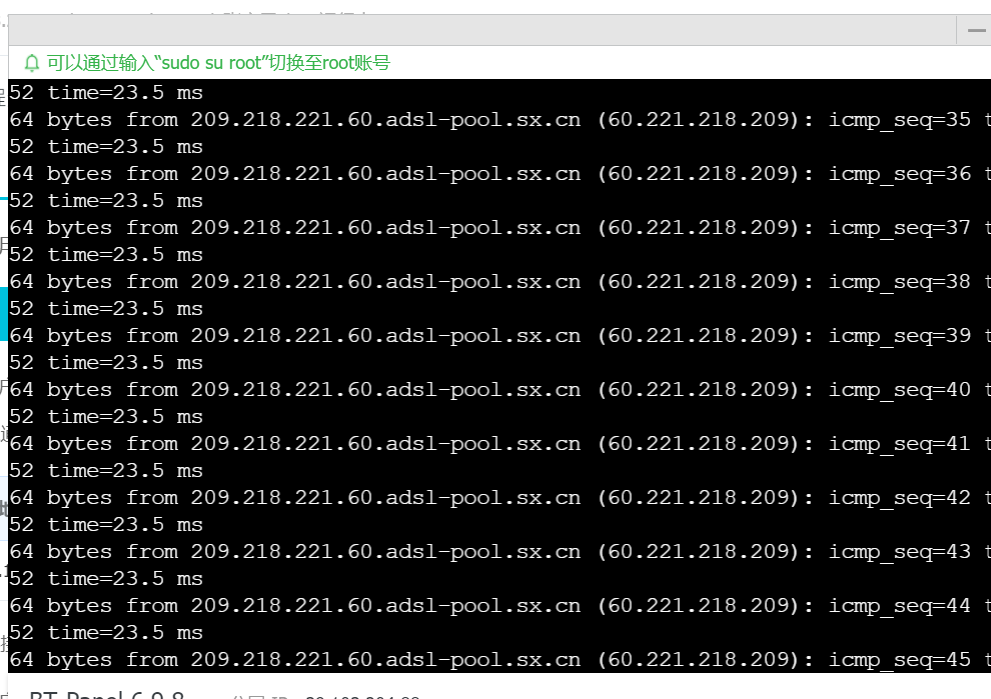 可以通过输入“sudo su root”切换至root账号
52 time=23.5 ms
64 bytes from 209.218.221.60.adsl-pool.sx.cn (60.221.218.209): icmp_seq=35 t
52 time=23.5 ms
64 bytes from 209.218.221.60.adsl-pool.sx.cn (60.221.218.209): icmp_seq=36 t
52 time=23.5 ms
64 bytes from 209.218.221.60.adsl-pool.sx.cn (60.221.218.209): icmp_seq=37 t
52 time=23.5 ms
64 bytes from 209.218.221.60.adsl-pool.sx.cn (60.221.218.209): icmp_seq=38 t
52 time=23.5 ms
64 bytes from 209.218.221.60.adsl-pool.sx.cn (60.221.218.209): icmp_seq=39 t
52 time=23.5 ms
64 bytes from 209.218.221.60.adsl-pool.sx.cn (60.221.218.209): icmp_seq=40 t
52 time=23.5 ms
64 bytes from 209.218.221.60.adsl-pool.sx.cn (60.221.218.209): icmp_seq=41 t
52 time=23.5 ms
64 bytes from 209.218.221.60.adsl-pool.sx.cn (60.221.218.209): icmp_seq=42 t
52 time=23.5 ms
64 bytes from 209.218.221.60.adsl-pool.sx.cn (60.221.218.209): icmp_seq=43 t
52 time=23.5 ms
64 bytes from 209.218.221.60.adsl-pool.sx.cn (60.221.218.209): icmp_seq=44 t
52 time=23.5 ms
64 bytes from 209.218.221.60.adsl-pool.sx.cn (60.221.218.209): icmp_seq=45 t